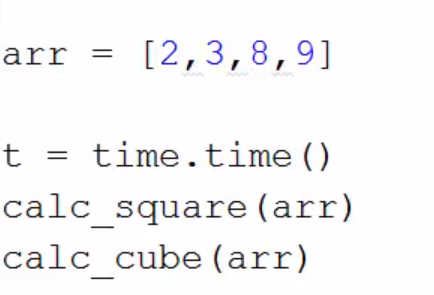 arr = [2,3,8,9]
t = time.time()
calc_square(arr)
calc_cube(arr)